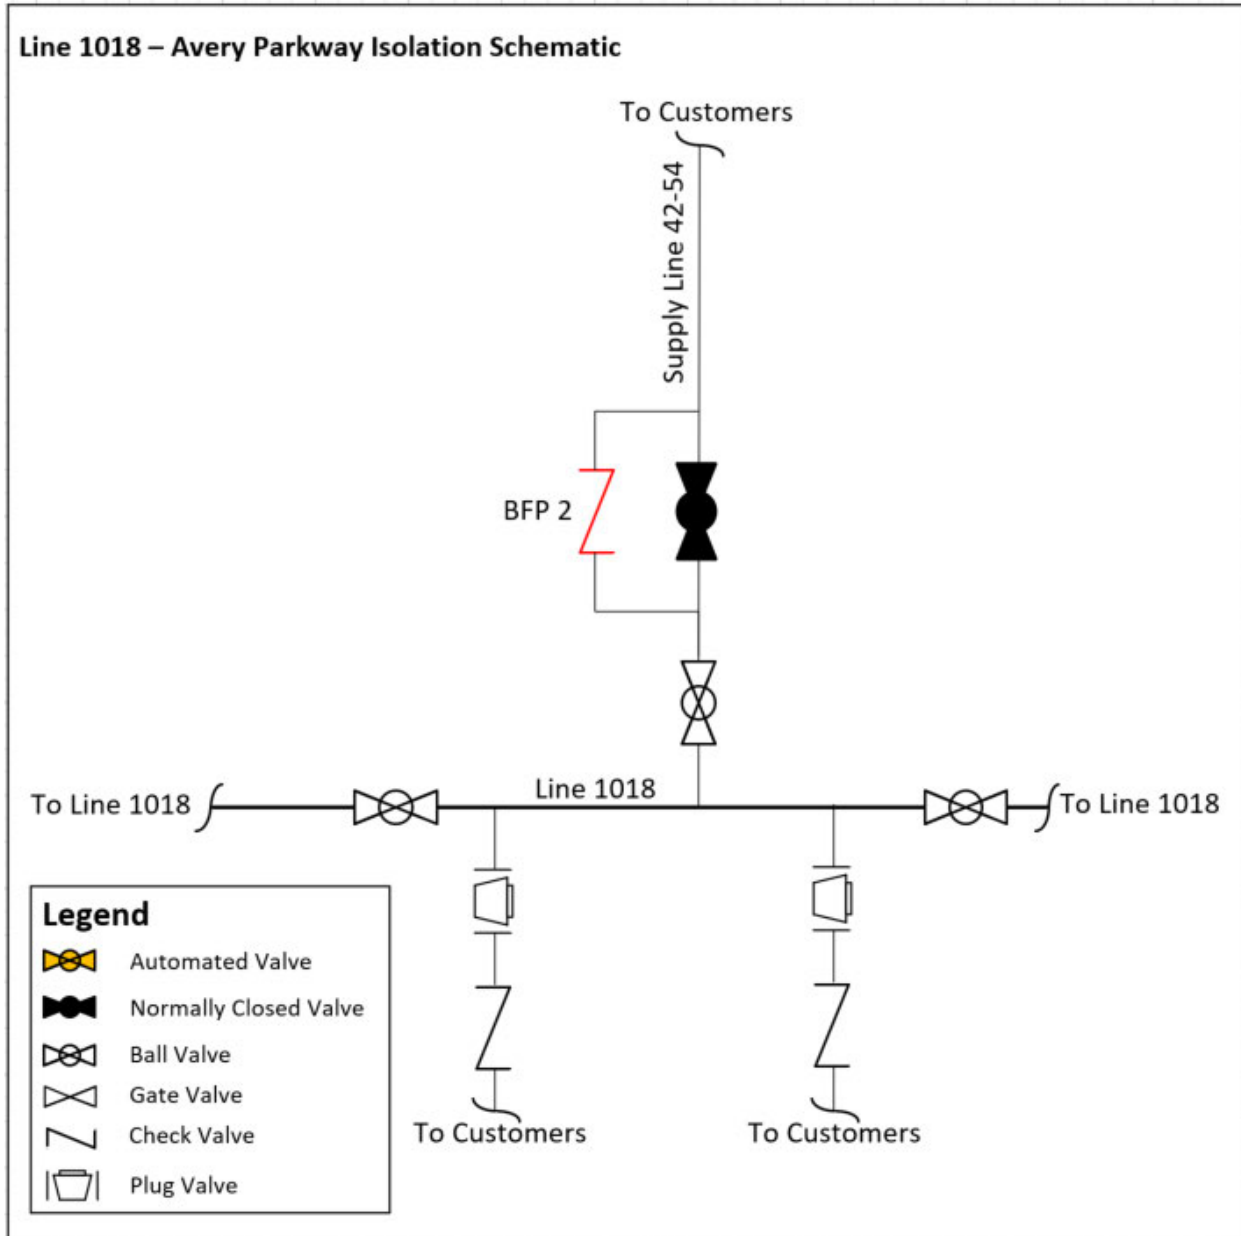 Line 1018 – Avery Parkway Isolation Schematic
To Customers
Supply Line 42-54
BFP 2
Line 1018
To Line 1018
To Line 1018
Legend
Automated Valve
Normally Closed Valve
Ball Valve
Gate Valve
Check Valve
Plug Valve
To Customers
To Customers